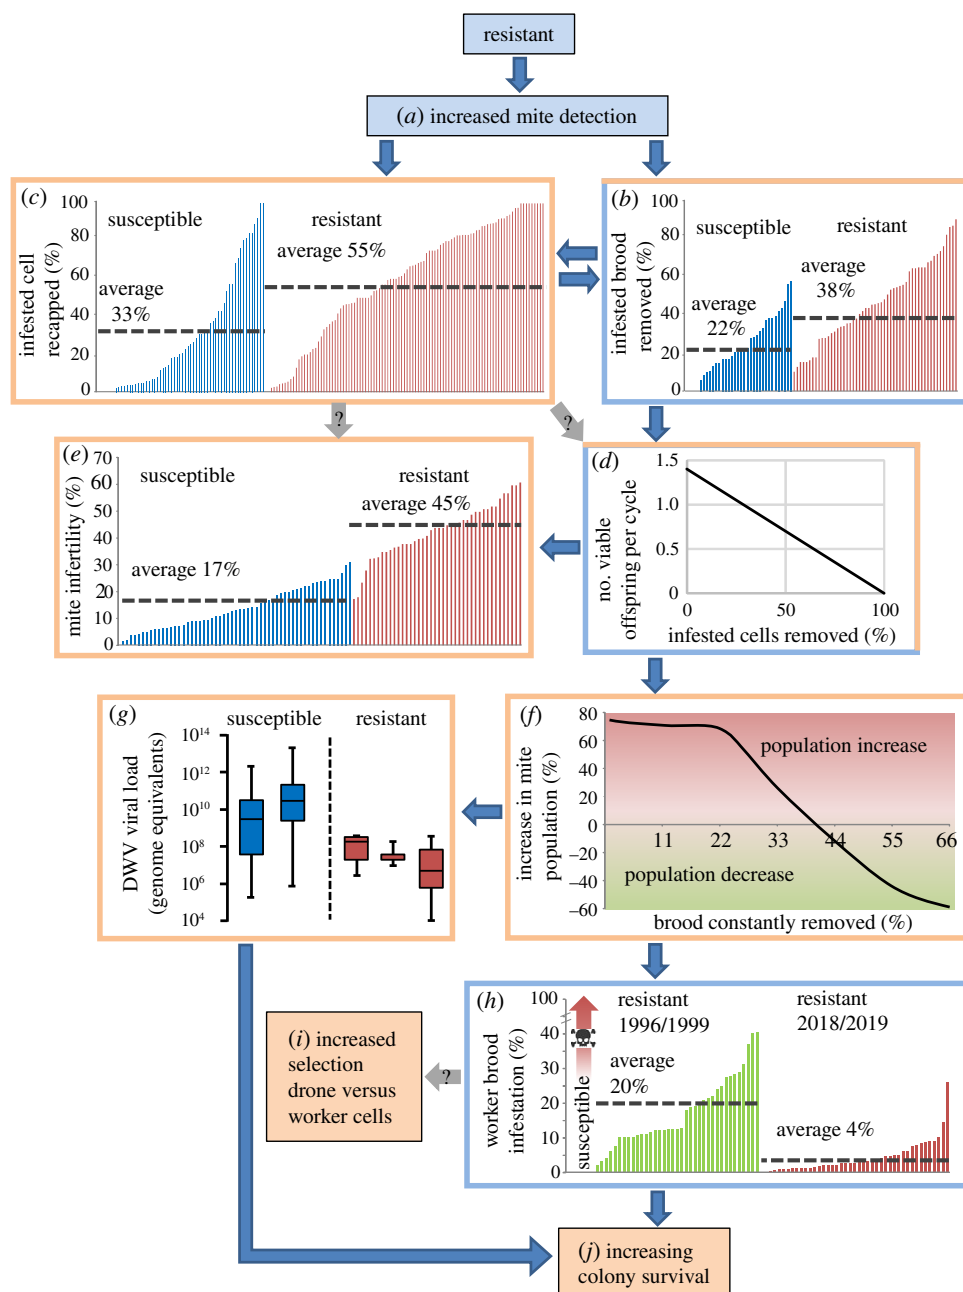 resistant
(a) increased mite detection
(c)
susceptible
resistant
average 55%
average
33%
infested cell
recapped (%)
100
80
60
40
20
0
(b)
susceptible
resistant
average
38%
average
22%
infested brood
removed (%)
100
80
60
40
20
0
?
?
(e)
susceptible
resistant
average 45%
average 17%
mite infertility (%)
70
60
50
40
30
20
10
0
(d)
no. viable
offspring per cycle
1.5
1.0
0.5
0
0 50 100
infested cells removed (%)
(g)
susceptible
resistant
DWV viral load
(genome equivalents)
10¹⁴
10¹²
10¹⁰
10⁸
10⁶
10⁴
(f)
population increase
population decrease
increase in mite
population (%)
80
60
40
20
0
–20
–40
–60
11 22 33 44 55 66
brood constantly removed (%)
(h)
resistant
1996/1999
resistant
2018/2019
average
20%
average 4%
susceptible
worker brood
infestation (%)
100
40
30
20
10
0
?
(i) increased
selection
drone versus
worker cells
(j) increasing
colony survival